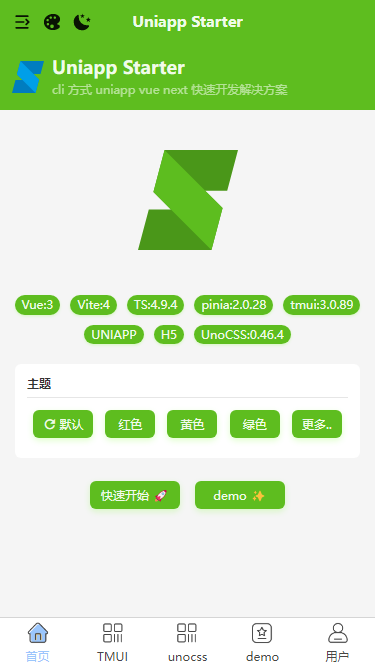 Uniapp Starter
Uniapp Starter
cli 方式 uniapp vue next 快速开发解决方案
Vue:3 Vite:4 TS:4.9.4 pinia:2.0.28 tmui:3.0.89
UNIAPP H5 UnoCSS:0.46.4
主题
默认 红色 黄色 绿色 更多..
快速开始 🚀 demo ✨
首页 TMUI unocss demo 用户